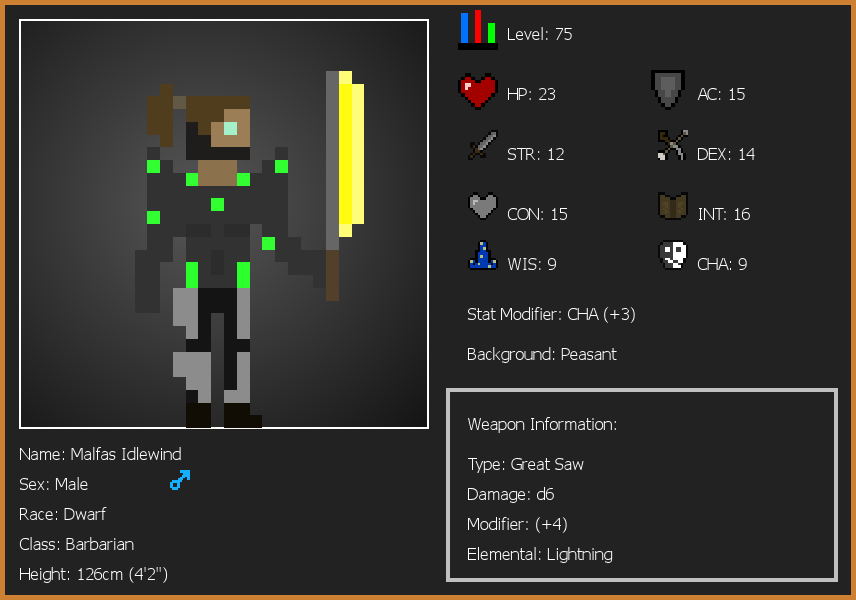 Level: 75
HP: 23
AC: 15
STR: 12
DEX: 14
CON: 15
INT: 16
WIS: 9
CHA: 9
Stat Modifier: CHA (+3)
Background: Peasant
Weapon Information:
Type: Great Saw
Damage: d6
Modifier: (+4)
Elemental: Lightning
Name: Malfas Idlewind
Sex: Male
Race: Dwarf
Class: Barbarian
Height: 126cm (4'2")